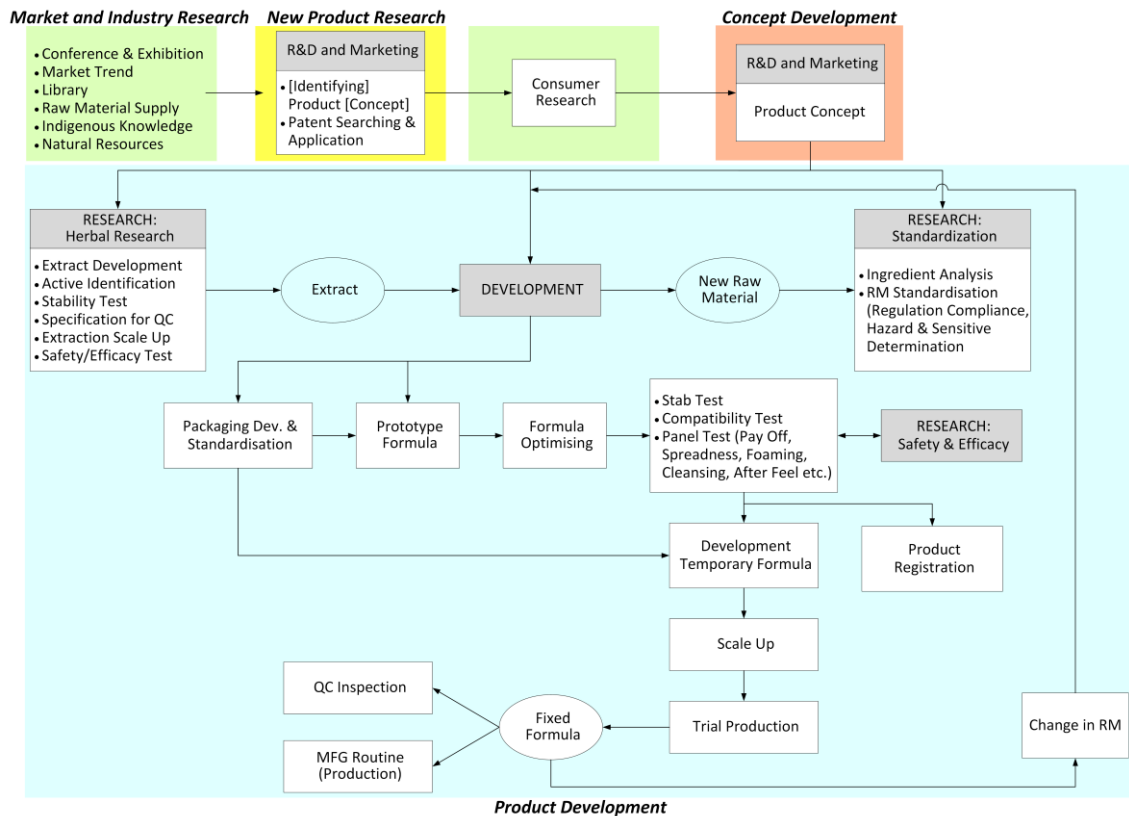 Market and Industry Research
New Product Research
Concept Development
• Conference & Exhibition
• Market Trend
• Library
• Raw Material Supply
• Indigenous Knowledge
• Natural Resources
R&D and Marketing
• [Identifying]
Product [Concept]
• Patent Searching &
Application
Consumer
Research
R&D and Marketing
Product Concept
RESEARCH:
Herbal Research
• Extract Development
• Active Identification
• Stability Test
• Specification for QC
• Extraction Scale Up
• Safety/Efficacy Test
Extract
DEVELOPMENT
New Raw
Material
RESEARCH:
Standardization
• Ingredient Analysis
• RM Standardisation
(Regulation Compliance,
Hazard & Sensitive
Determination
Packaging Dev. &
Standardisation
Prototype
Formula
Formula
Optimising
• Stab Test
• Compatibility Test
• Panel Test (Pay Off,
Spreadness, Foaming,
Cleansing, After Feel etc.)
RESEARCH:
Safety & Efficacy
Development
Temporary Formula
Product
Registration
Scale Up
QC Inspection
Fixed
Formula
Trial Production
Change in RM
MFG Routine
(Production)
Product Development